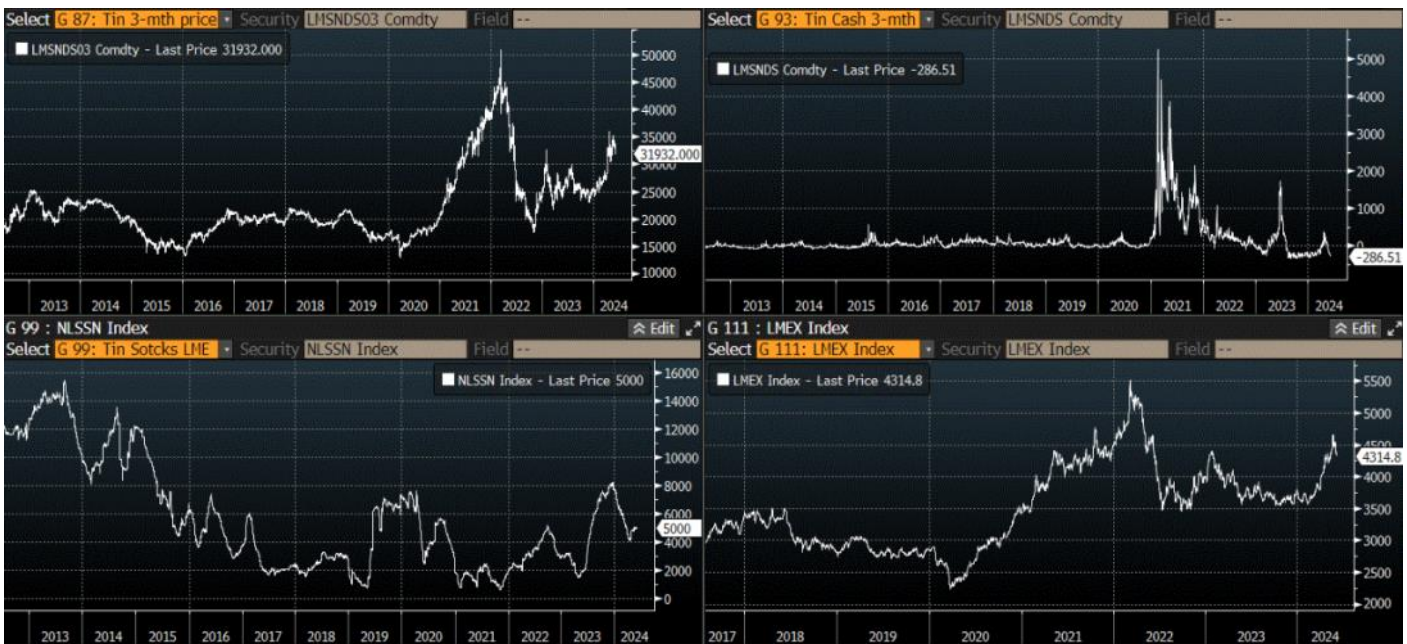 Select G 87: Tin 3-mth price Security LMSNDS03 Comdty Field --
LMSNDS03 Comdty - Last Price 31932.000
50000
45000
40000
35000
31932.000
30000
25000
20000
15000
10000
2013 2014 2015 2016 2017 2018 2019 2020 2021 2022 2023 2024
Select G 93: Tin Cash 3-mth Security LMSNDS Comdty Field --
LMSNDS Comdty - Last Price -286.51
5000
4000
3000
2000
1000
0
-286.51
2013 2014 2015 2016 2017 2018 2019 2020 2021 2022 2023 2024
G 99 : NLSSN Index Edit
Select G 99: Tin Sotcks LME Security NLSSN Index Field --
NLSSN Index - Last Price 5000
16000
14000
12000
10000
8000
6000
5000
4000
2000
0
2013 2014 2015 2016 2017 2018 2019 2020 2021 2022 2023 2024
G 111 : LMEX Index Edit
Select G 111: LMEX Index Security LMEX Index Field --
LMEX Index - Last Price 4314.8
5500
5000
4500
4314.8
4000
3500
3000
2500
2000
2017 2018 2019 2020 2021 2022 2023 2024